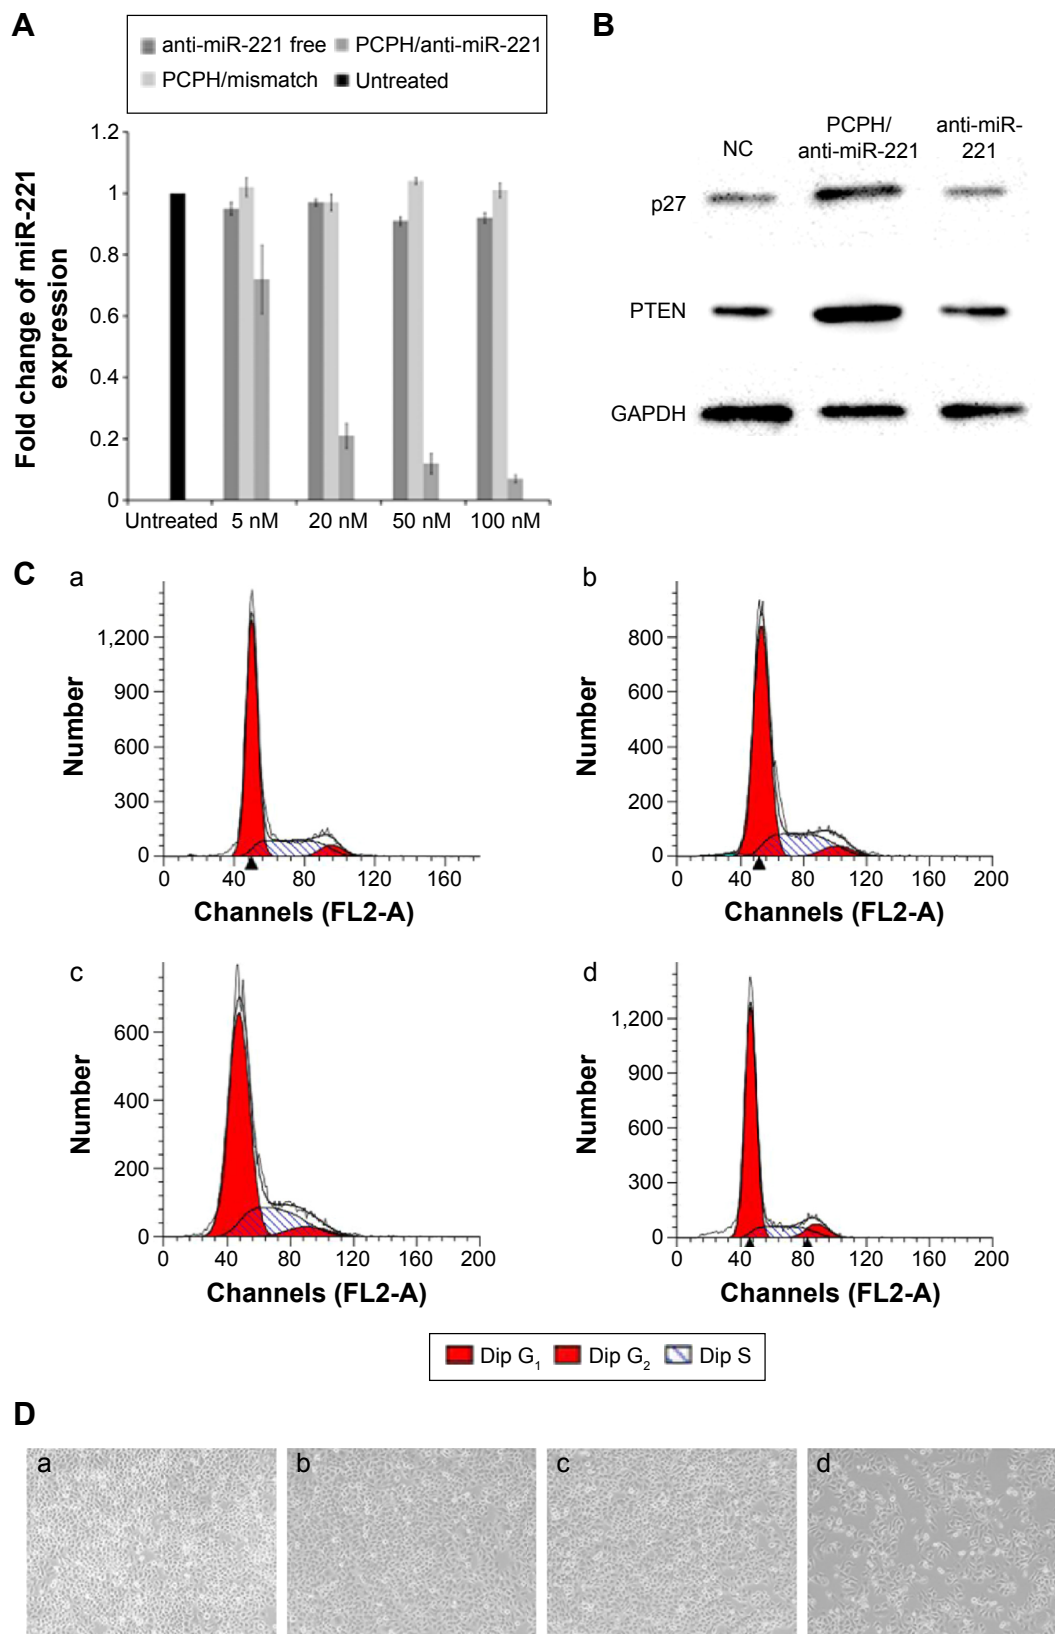 A
anti-miR-221 free PCPH/anti-miR-221
PCPH/mismatch Untreated
Fold change of miR-221
expression
1.2
1
0.8
0.6
0.4
0.2
0
Untreated 5 nM 20 nM 50 nM 100 nM
B
NC PCPH/ anti-miR-221 anti-miR-221
p27
PTEN
GAPDH
C
a
Number
1,200
900
600
300
0
0 40 80 120 160
Channels (FL2-A)
b
Number
800
600
400
200
0
0 40 80 120 160 200
Channels (FL2-A)
c
Number
600
400
200
0
0 40 80 120 160 200
Channels (FL2-A)
d
Number
1,200
900
600
300
0
0 40 80 120 160 200
Channels (FL2-A)
Dip G1 Dip G2 Dip S
D
a b c d